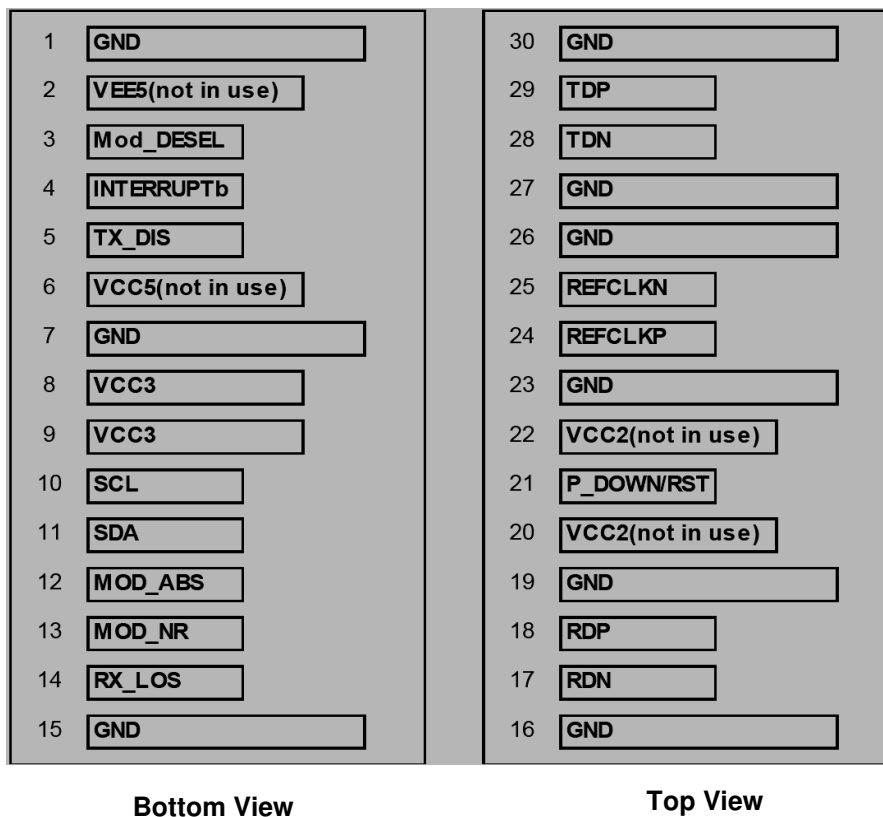 1 GND
2 VEE5(not in use)
3 Mod_DESEL
4 INTERRUPTb
5 TX_DIS
6 VCC5(not in use)
7 GND
8 VCC3
9 VCC3
10 SCL
11 SDA
12 MOD_ABS
13 MOD_NR
14 RX_LOS
15 GND
Bottom View
30 GND
29 TDP
28 TDN
27 GND
26 GND
25 REFCLKN
24 REFCLKP
23 GND
22 VCC2(not in use)
21 P_DOWN/RST
20 VCC2(not in use)
19 GND
18 RDP
17 RDN
16 GND
Top View